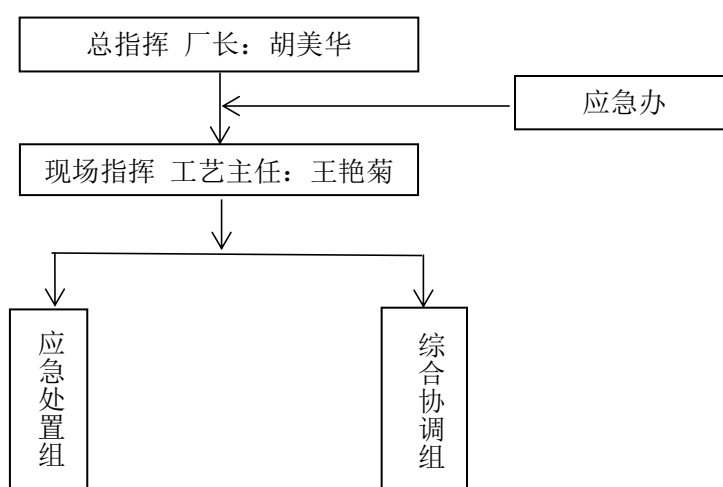 总指挥 厂长：胡美华
应急办
现场指挥 工艺主任：王艳菊
应急处置组
综合协调组